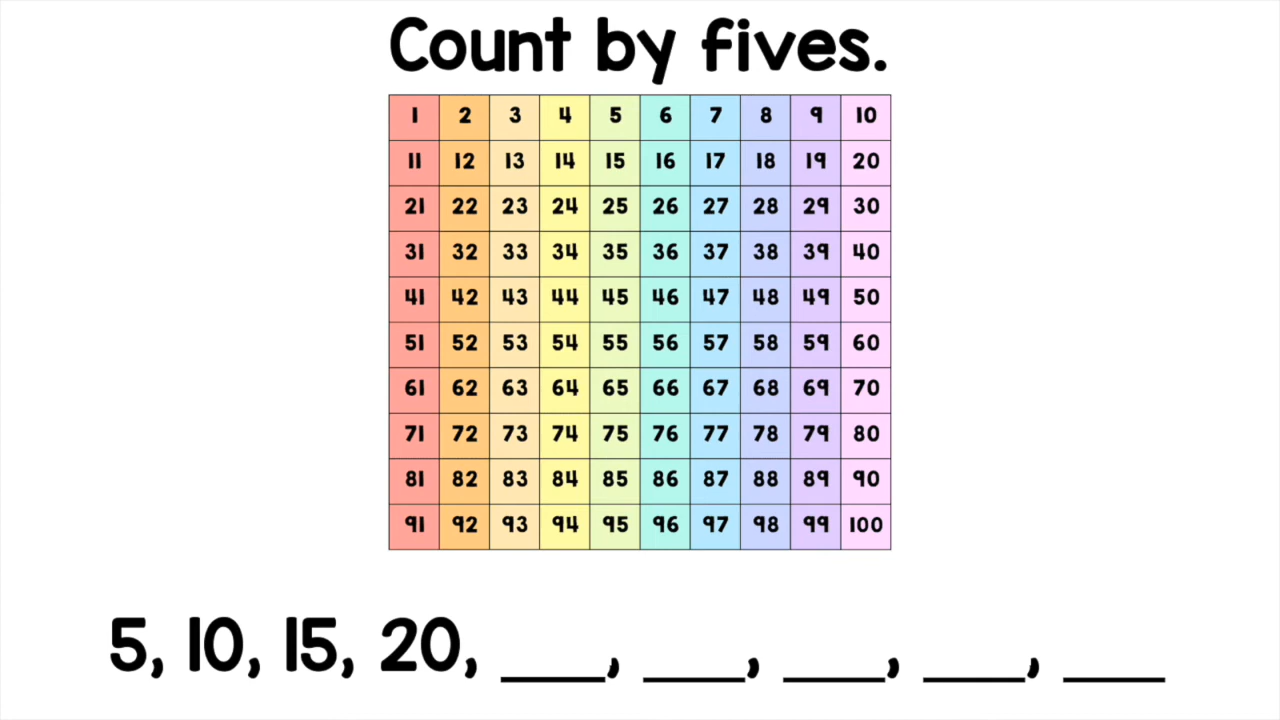 Count by fives.
1 2 3 4 5 6 7 8 9 10
11 12 13 14 15 16 17 18 19 20
21 22 23 24 25 26 27 28 29 30
31 32 33 34 35 36 37 38 39 40
41 42 43 44 45 46 47 48 49 50
51 52 53 54 55 56 57 58 59 60
61 62 63 64 65 66 67 68 69 70
71 72 73 74 75 76 77 78 79 80
81 82 83 84 85 86 87 88 89 90
91 92 93 94 95 96 97 98 99 100
5, 10, 15, 20, ___, ___, ___, ___, ___